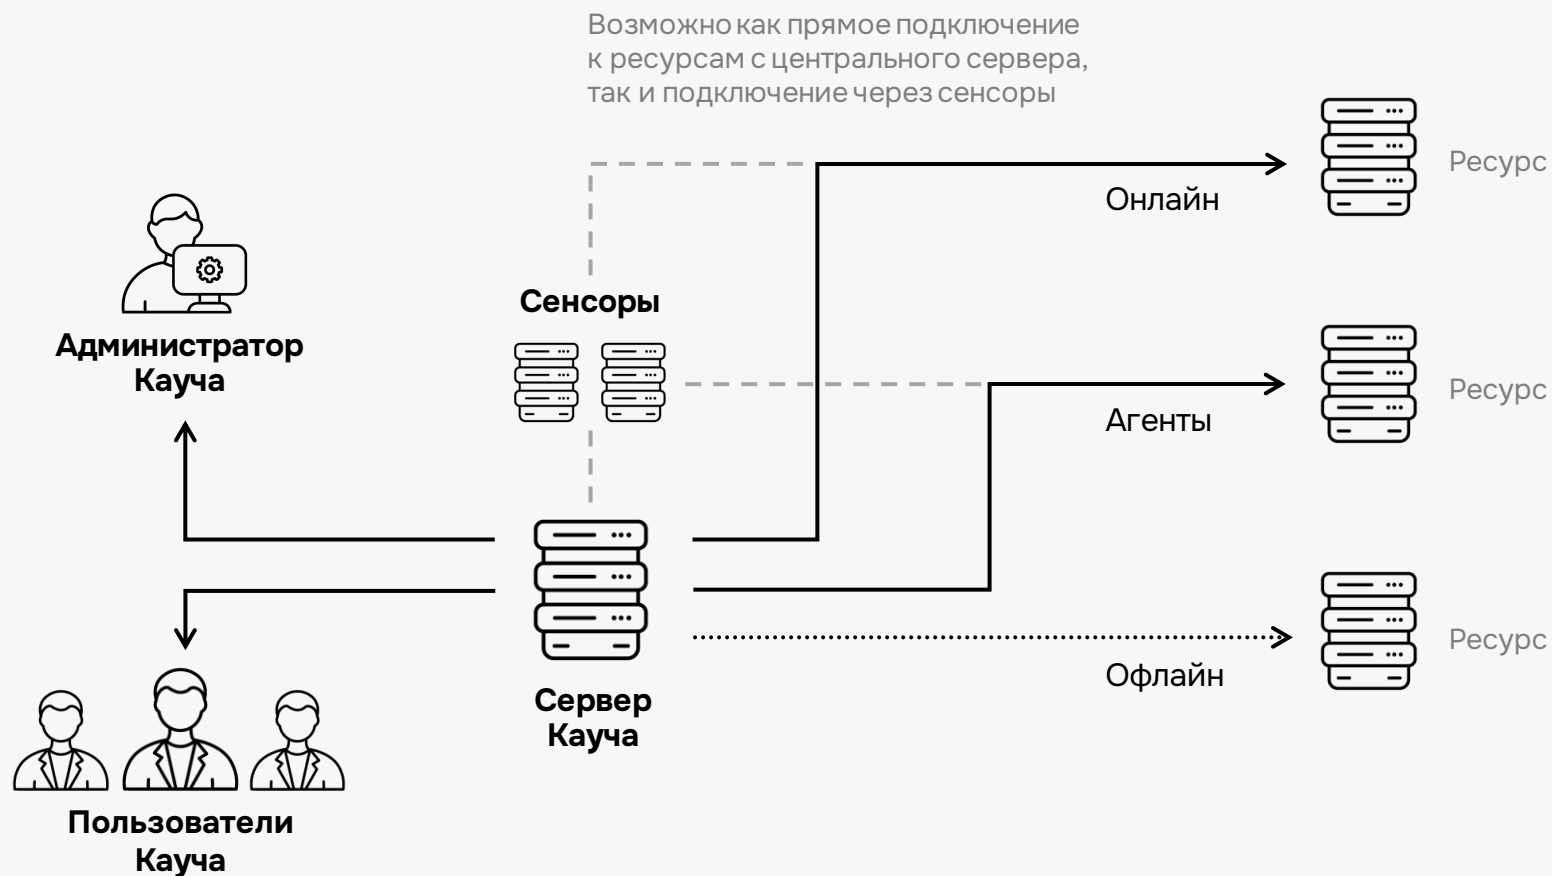 Возможно как прямое подключение
к ресурсам с центрального сервера,
так и подключение через сенсоры
Ресурс
Онлайн
Сенсоры
Администратор
Кауча
Ресурс
Агенты
Ресурс
Офлайн
Сервер
Кауча
Пользователи
Кауча